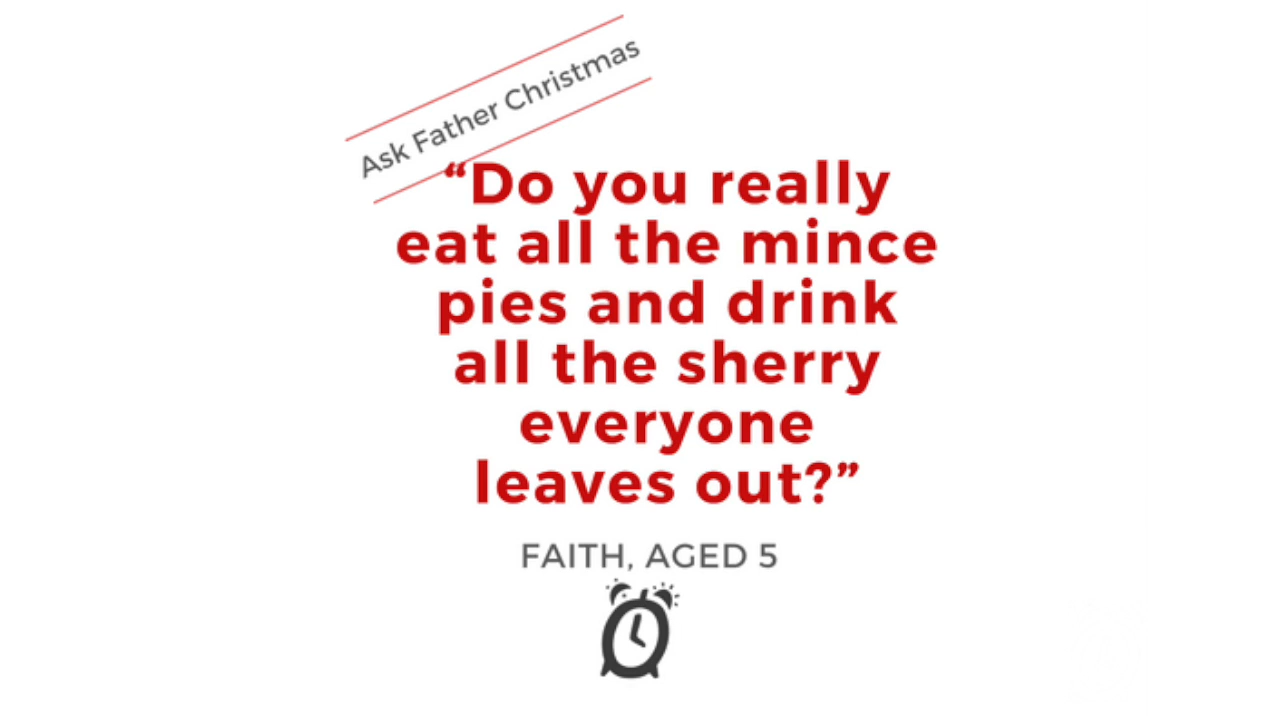 Ask Father Christmas
“Do you really
eat all the mince
pies and drink
all the sherry
everyone
leaves out?”
FAITH, AGED 5